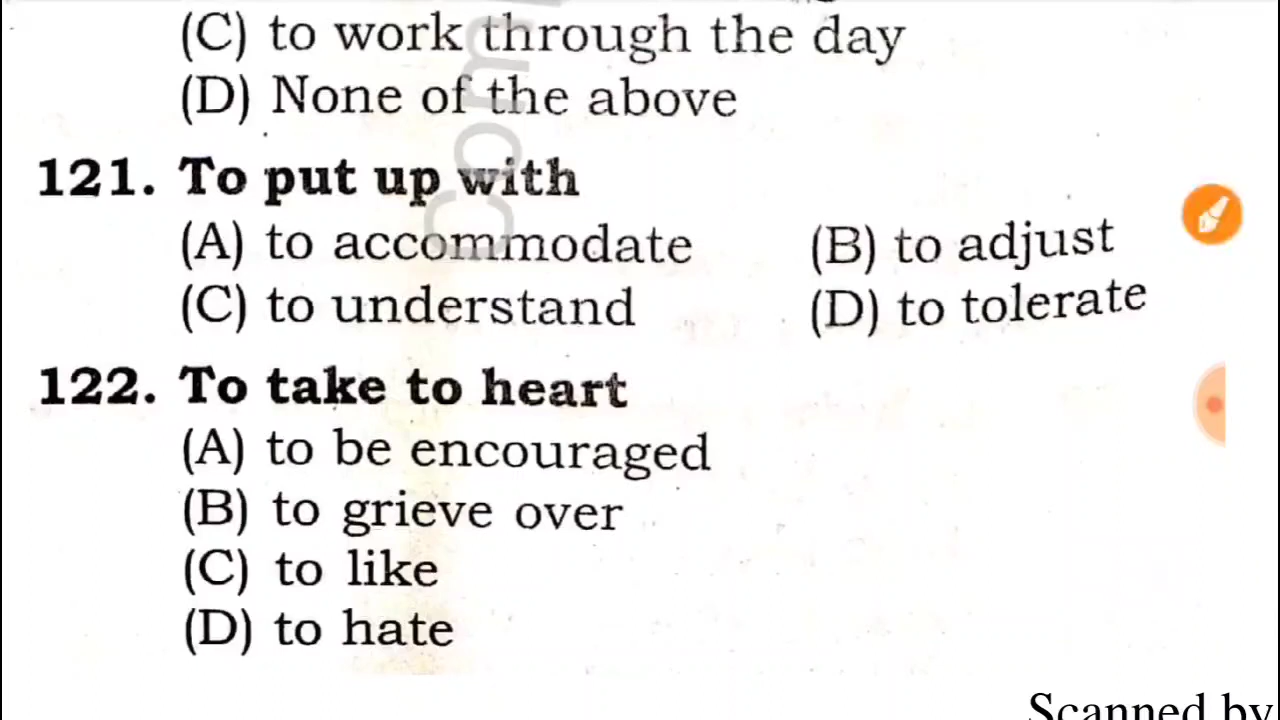 (C) to work through the day
(D) None of the above
121. To put up with
(A) to accommodate (B) to adjust
(C) to understand (D) to tolerate
122. To take to heart
(A) to be encouraged
(B) to grieve over
(C) to like
(D) to hate
Scanned by
Com